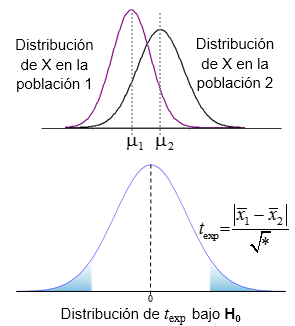 Distribución de X en la población 1
Distribución de X en la población 2
μ₁ μ₂
t_exp = |x̅₁ − x̅₂| / √*
0
Distribución de t_exp bajo H₀